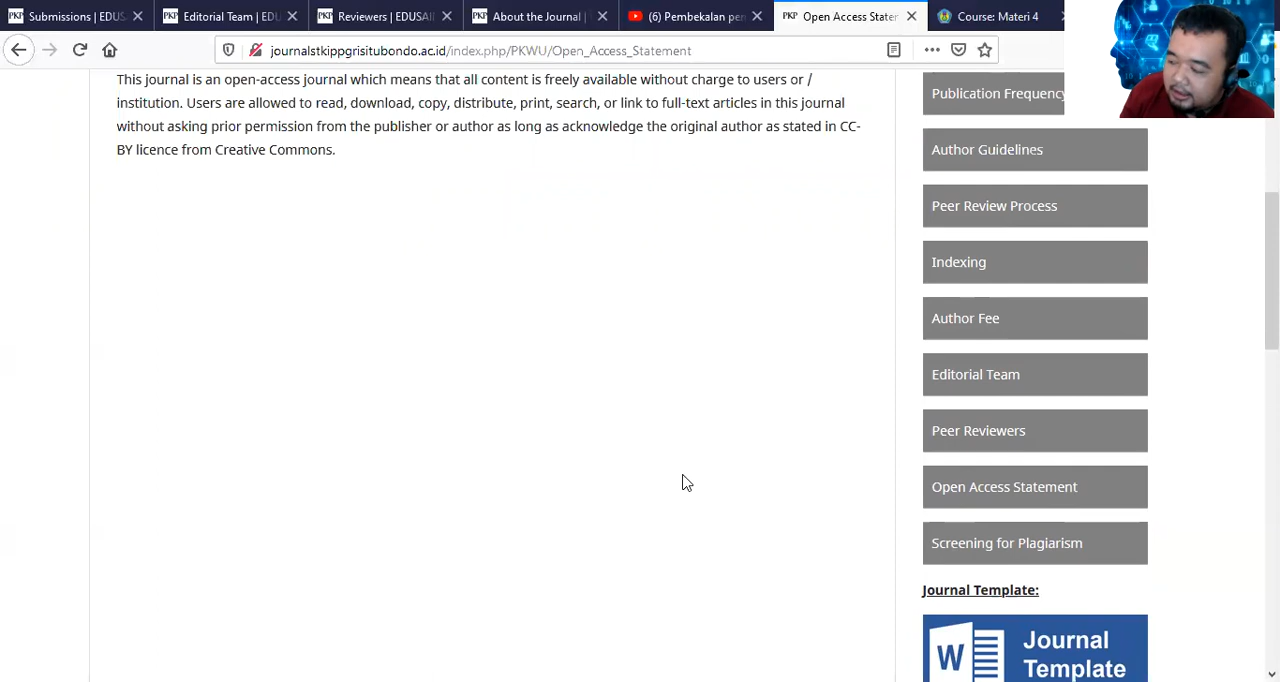 Submissions | EDUS
Editorial Team | EDU
Reviewers | EDUSAI
About the Journal |
(6) Pembekalan per
Open Access Stater
Course: Materi 4
journalstkippgrisitubondo.ac.id/index.php/PKWU/Open_Access_Statement
This journal is an open-access journal which means that all content is freely available without charge to users or /
institution. Users are allowed to read, download, copy, distribute, print, search, or link to full-text articles in this journal
without asking prior permission from the publisher or author as long as acknowledge the original author as stated in CC-
BY licence from Creative Commons.
Publication Frequency
Author Guidelines
Peer Review Process
Indexing
Author Fee
Editorial Team
Peer Reviewers
Open Access Statement
Screening for Plagiarism
Journal Template:
W
Journal
Template